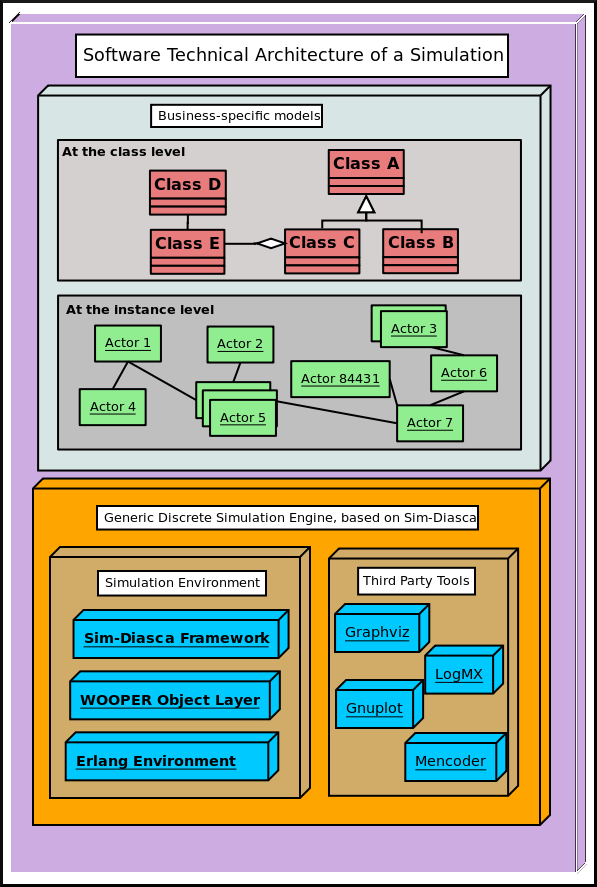 Software Technical Architecture of a Simulation
Business-specific models
At the class level
Class A
Class D
Class E
Class C
Class B
At the instance level
Actor 1
Actor 2
Actor 3
Actor 84431
Actor 6
Actor 4
Actor 5
Actor 7
Generic Discrete Simulation Engine, based on Sim-Diasca
Simulation Environment
Sim-Diasca Framework
WOOPER Object Layer
Erlang Environment
Third Party Tools
Graphviz
LogMX
Gnuplot
Mencoder